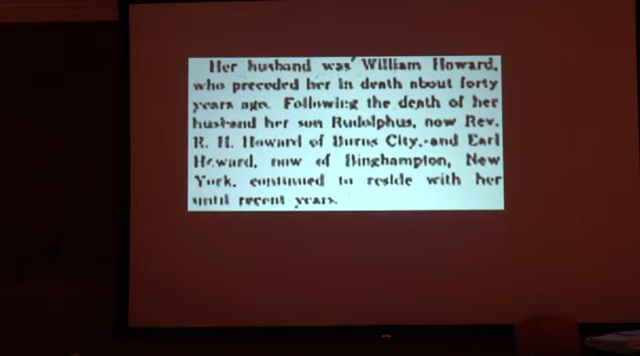 Her husband was William Howard,
who preceded her in death about forty
years ago. Following the death of her
husband her son Rudolphus, now Rev.
R. H. Howard of Burns City, and Earl
Howard, now of Binghampton, New
York, continued to reside with her
until recent years.